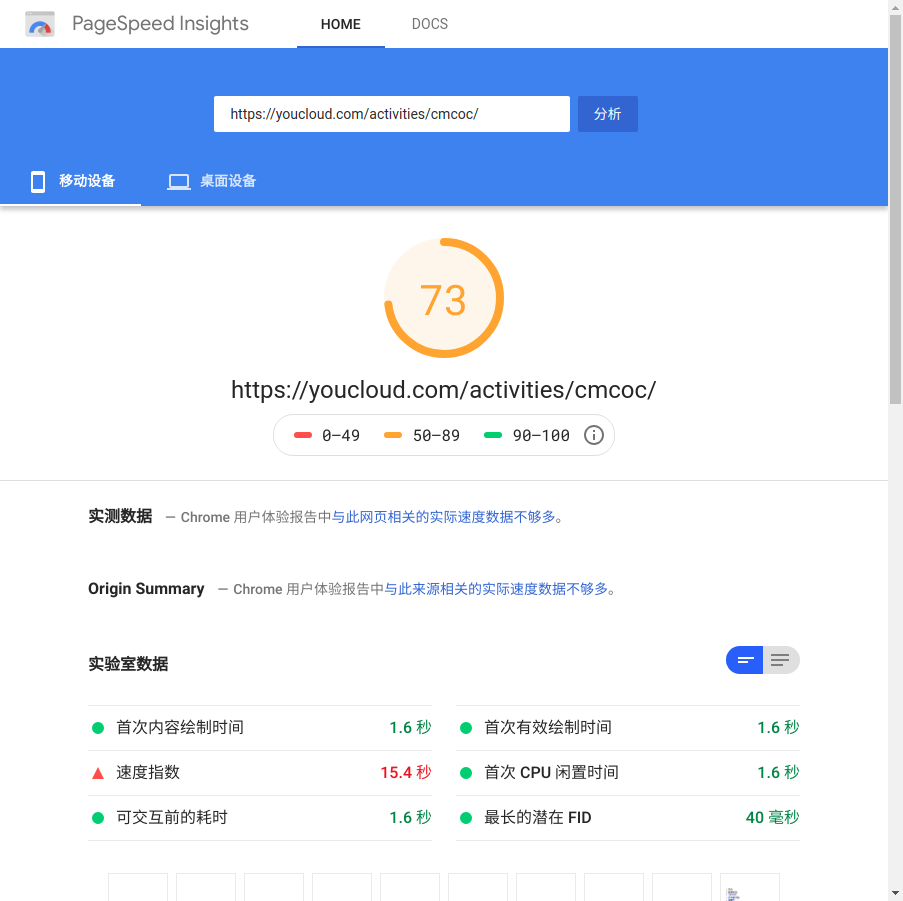 PageSpeed Insights HOME DOCS
https://youcloud.com/activities/cmcoc/ 分析
移动设备 桌面设备
73
https://youcloud.com/activities/cmcoc/
0–49 50–89 90–100
实测数据 — Chrome 用户体验报告中与此网页相关的实际速度数据不够多。
Origin Summary — Chrome 用户体验报告中与此来源相关的实际速度数据不够多。
实验室数据
首次内容绘制时间 1.6 秒 首次有效绘制时间 1.6 秒
速度指数 15.4 秒 首次 CPU 闲置时间 1.6 秒
可交互前的耗时 1.6 秒 最长的潜在 FID 40 毫秒